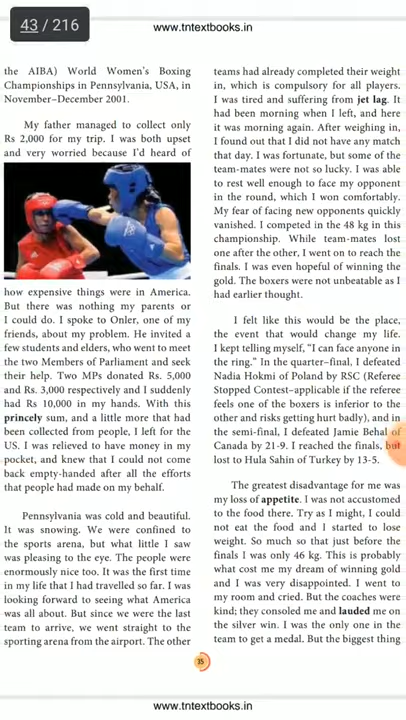 43 / 216
www.tntextbooks.in
the AIBA) World Women's Boxing
Championships in Pennsylvania, USA, in
November–December 2001.
My father managed to collect only
Rs 2,000 for my trip. I was both upset
and very worried because I'd heard of
how expensive things were in America.
But there was nothing my parents or
I could do. I spoke to Onler, one of my
friends, about my problem. He invited a
few students and elders, who went to meet
the two Members of Parliament and seek
their help. Two MPs donated Rs. 5,000
and Rs. 3,000 respectively and I suddenly
had Rs 10,000 in my hands. With this
princely sum, and a little more that had
been collected from people, I left for the
US. I was relieved to have money in my
pocket, and knew that I could not come
back empty-handed after all the efforts
that people had made on my behalf.
Pennsylvania was cold and beautiful.
It was snowing. We were confined to
the sports arena, but what little I saw
was pleasing to the eye. The people were
enormously nice too. It was the first time
in my life that I had travelled so far. I was
looking forward to seeing what America
was all about. But since we were the last
team to arrive, we went straight to the
sporting arena from the airport. The other
teams had already completed their weight
in, which is compulsory for all players.
I was tired and suffering from jet lag. It
had been morning when I left, and here
it was morning again. After weighing in,
I found out that I did not have any match
that day. I was fortunate, but some of the
team-mates were not so lucky. I was able
to rest well enough to face my opponent
in the round, which I won comfortably.
My fear of facing new opponents quickly
vanished. I competed in the 48 kg in this
championship. While team-mates lost
one after the other, I went on to reach the
finals. I was even hopeful of winning the
gold. The boxers were not unbeatable as I
had earlier thought.
I felt like this would be the place,
the event that would change my life.
I kept telling myself, "I can face anyone in
the ring." In the quarter–final, I defeated
Nadia Hokmi of Poland by RSC (Referee
Stopped Contest–applicable if the referee
feels one of the boxers is inferior to the
other and risks getting hurt badly), and in
the semi-final, I defeated Jamie Behal of
Canada by 21-9. I reached the finals, but
lost to Hula Sahin of Turkey by 13-5.
The greatest disadvantage for me was
my loss of appetite. I was not accustomed
to the food there. Try as I might, I could
not eat the food and I started to lose
weight. So much so that just before the
finals I was only 46 kg. This is probably
what cost me my dream of winning gold
and I was very disappointed. I went to
my room and cried. But the coaches were
kind; they consoled me and lauded me on
the silver win. I was the only one in the
team to get a medal. But the biggest thing
35
www.tntextbooks.in